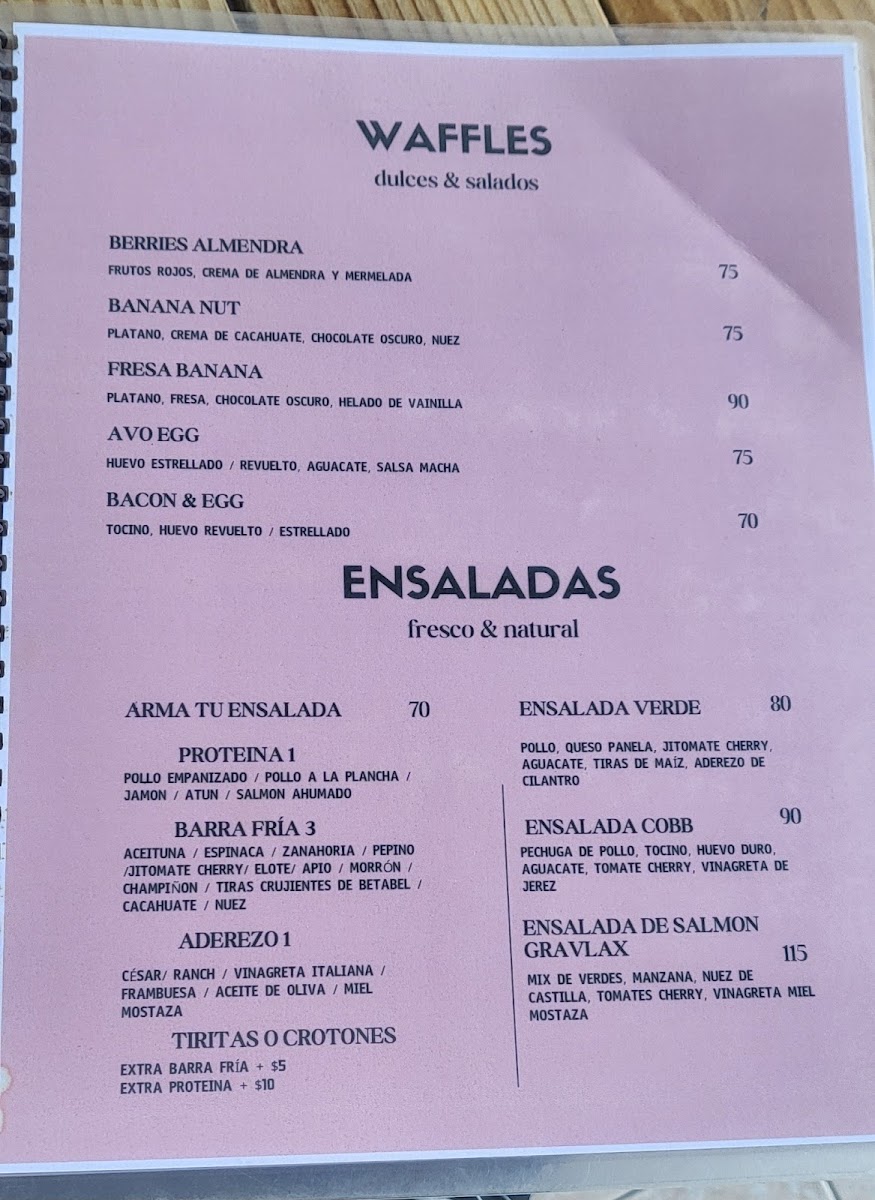 WAFFLES
dulces & salados
BERRIES ALMENDRA
FRUTOS ROJOS, CREMA DE ALMENDRA Y MERMELADA 75
BANANA NUT
PLATANO, CREMA DE CACAHUATE, CHOCOLATE OSCURO, NUEZ 75
FRESA BANANA
PLATANO, FRESA, CHOCOLATE OSCURO, HELADO DE VAINILLA 90
AVO EGG
HUEVO ESTRELLADO / REVUELTO, AGUACATE, SALSA MACHA 75
BACON & EGG
TOCINO, HUEVO REVUELTO / ESTRELLADO 70
ENSALADAS
fresco & natural
ARMA TU ENSALADA 70
PROTEINA 1
POLLO EMPANIZADO / POLLO A LA PLANCHA /
JAMON / ATUN / SALMON AHUMADO
BARRA FRÍA 3
ACEITUNA / ESPINACA / ZANAHORIA / PEPINO
/JITOMATE CHERRY/ ELOTE/ APIO / MORRÓN /
CHAMPIÑON / TIRAS CRUJIENTES DE BETABEL /
CACAHUATE / NUEZ
ADEREZO 1
CÉSAR/ RANCH / VINAGRETA ITALIANA /
FRAMBUESA / ACEITE DE OLIVA / MIEL
MOSTAZA
TIRITAS O CROTONES
EXTRA BARRA FRÍA + $5
EXTRA PROTEINA + $10
ENSALADA VERDE 80
POLLO, QUESO PANELA, JITOMATE CHERRY,
AGUACATE, TIRAS DE MAÍZ, ADEREZO DE
CILANTRO
ENSALADA COBB 90
PECHUGA DE POLLO, TOCINO, HUEVO DURO,
AGUACATE, TOMATE CHERRY, VINAGRETA DE
JEREZ
ENSALADA DE SALMON
GRAVLAX 115
MIX DE VERDES, MANZANA, NUEZ DE
CASTILLA, TOMATES CHERRY, VINAGRETA MIEL
MOSTAZA